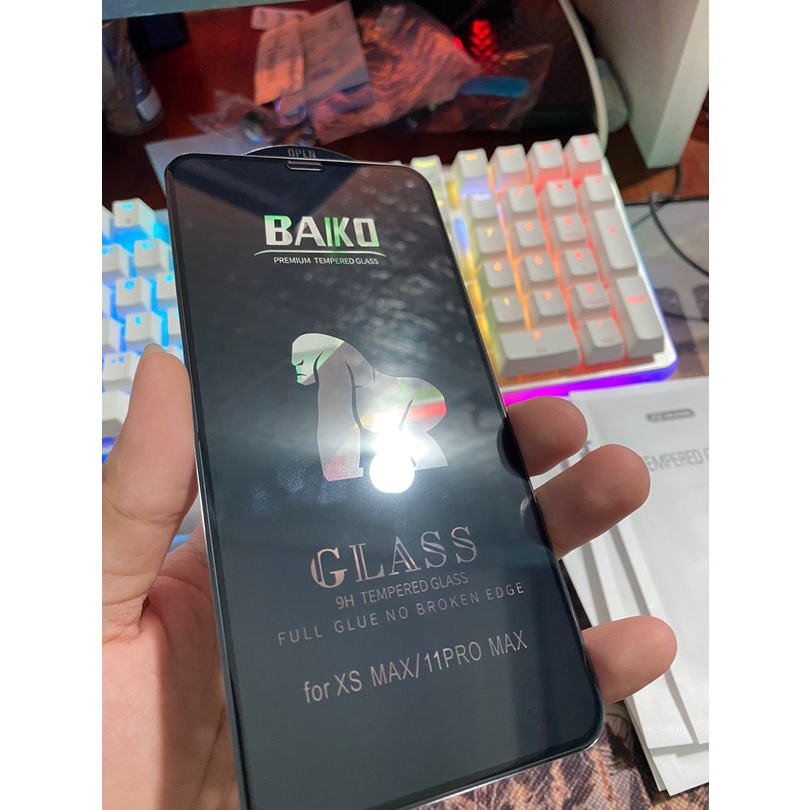 OPEN
BAIKO
PREMIUM TEMPERED GLASS
GLASS
9H TEMPERED GLASS
FULL GLUE NO BROKEN EDGE
for XS MAX/11PRO MAX